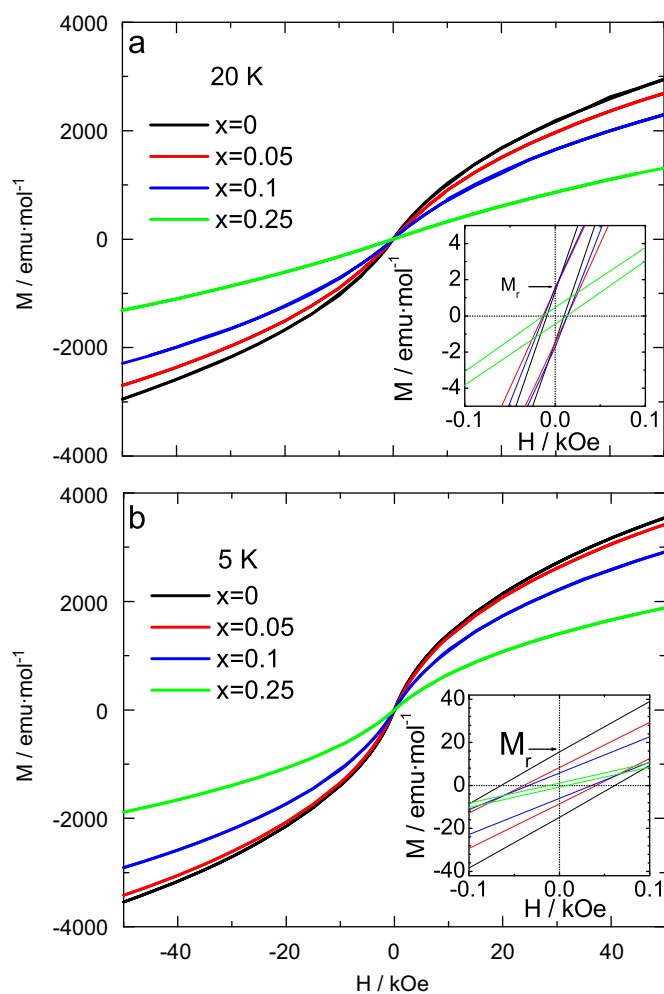 a
20 K
x=0
x=0.05
x=0.1
x=0.25
M / emu·mol⁻¹
4000
2000
0
-2000
-4000
M / emu·mol⁻¹
4
2
0
-2
-4
Mᵣ
-0.1
0.0
0.1
H / kOe
b
5 K
x=0
x=0.05
x=0.1
x=0.25
M / emu·mol⁻¹
4000
2000
0
-2000
-4000
M / emu·mol⁻¹
40
20
0
-20
-40
Mᵣ
-0.1
0.0
0.1
H / kOe
-40
-20
0
20
40
H / kOe